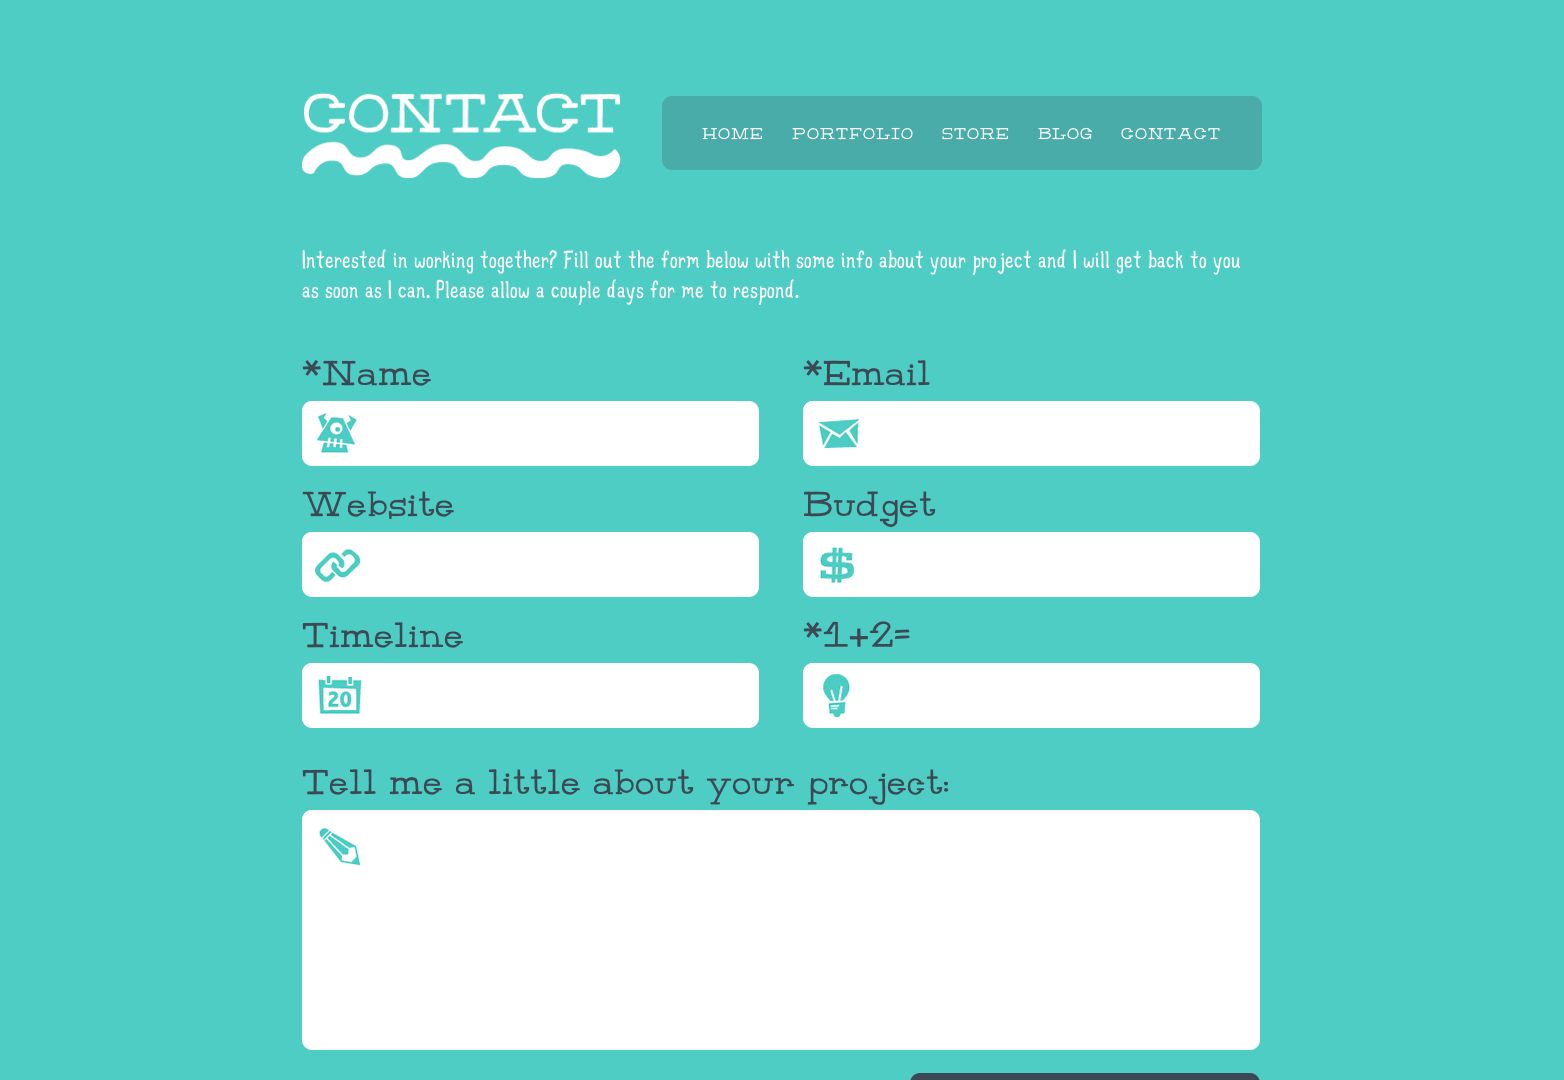 CONTACT
HOME PORTFOLIO STORE BLOG CONTACT
Interested in working together? Fill out the form below with some info about your project and I will get back to you
as soon as I can. Please allow a couple days for me to respond.
*Name *Email
Website Budget
Timeline *1+2=
20
Tell me a little about your project: